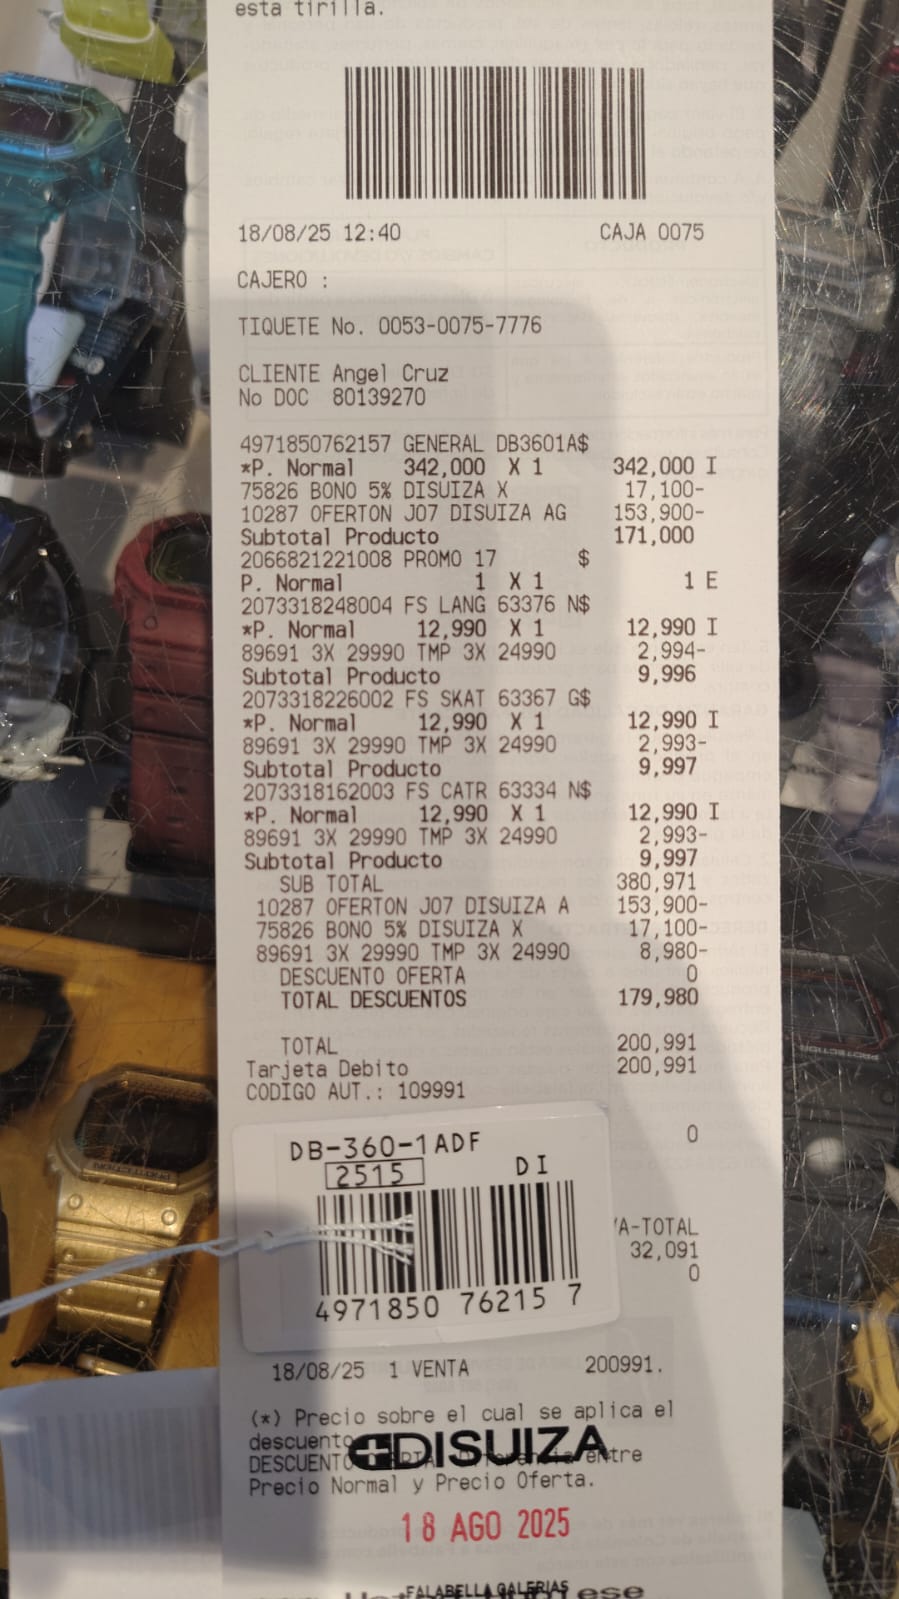 esta tirilla.
18/08/25 12:40 CAJA 0075
CAJERO :
TIQUETE No. 0053-0075-7776
CLIENTE Angel Cruz
No DOC 80139270
4971850762157 GENERAL DB3601A$
*P. Normal 342,000 X 1 342,000 I
75826 BONO 5% DISUIZA X 17,100-
10287 OFERTON J07 DISUIZA AG 153,900-
Subtotal Producto 171,000
2066821221008 PROMO 17 $
P. Normal 1 X 1 1 E
2073318248004 FS LANG 63376 N$
*P. Normal 12,990 X 1 12,990 I
89691 3X 29990 TMP 3X 24990 2,994-
Subtotal Producto 9,996
2073318226002 FS SKAT 63367 G$
*P. Normal 12,990 X 1 12,990 I
89691 3X 29990 TMP 3X 24990 2,993-
Subtotal Producto 9,997
2073318162003 FS CATR 63334 N$
*P. Normal 12,990 X 1 12,990 I
89691 3X 29990 TMP 3X 24990 2,993-
Subtotal Producto 9,997
SUB TOTAL 380,971
10287 OFERTON J07 DISUIZA A 153,900-
75826 BONO 5% DISUIZA X 17,100-
89691 3X 29990 TMP 3X 24990 8,980-
DESCUENTO OFERTA 0
TOTAL DESCUENTOS 179,980
TOTAL 200,991
Tarjeta Debito 200,991
CODIGO AUT.: 109991
0
DB-360-1ADF
2515 DI
VA-TOTAL
32,091
0
4971850 76215 7
18/08/25 1 VENTA 200991.
(*) Precio sobre el cual se aplica el
descuento
DISUIZA
DESCUENTO Diferencia entre
Precio Normal y Precio Oferta.
18 AGO 2025
FALABELLA GALERIAS